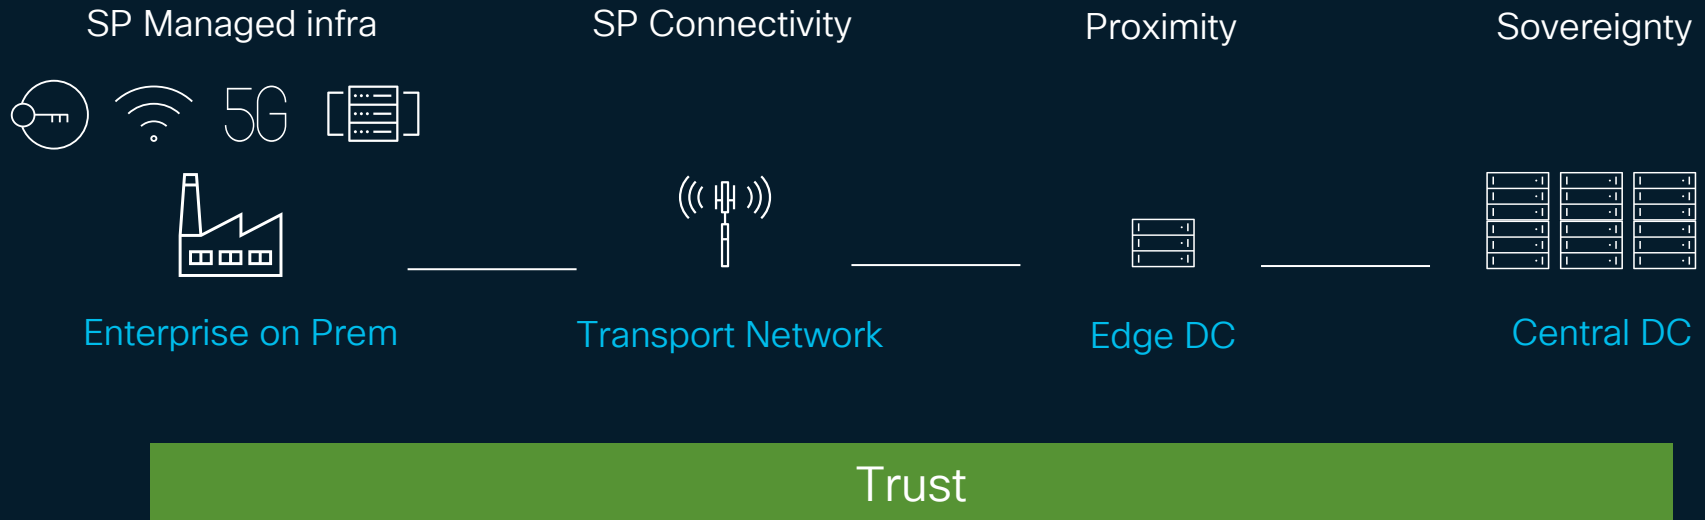 SP Managed infra
SP Connectivity
Proximity
Sovereignty
5G
Enterprise on Prem
Transport Network
Edge DC
Central DC
Trust